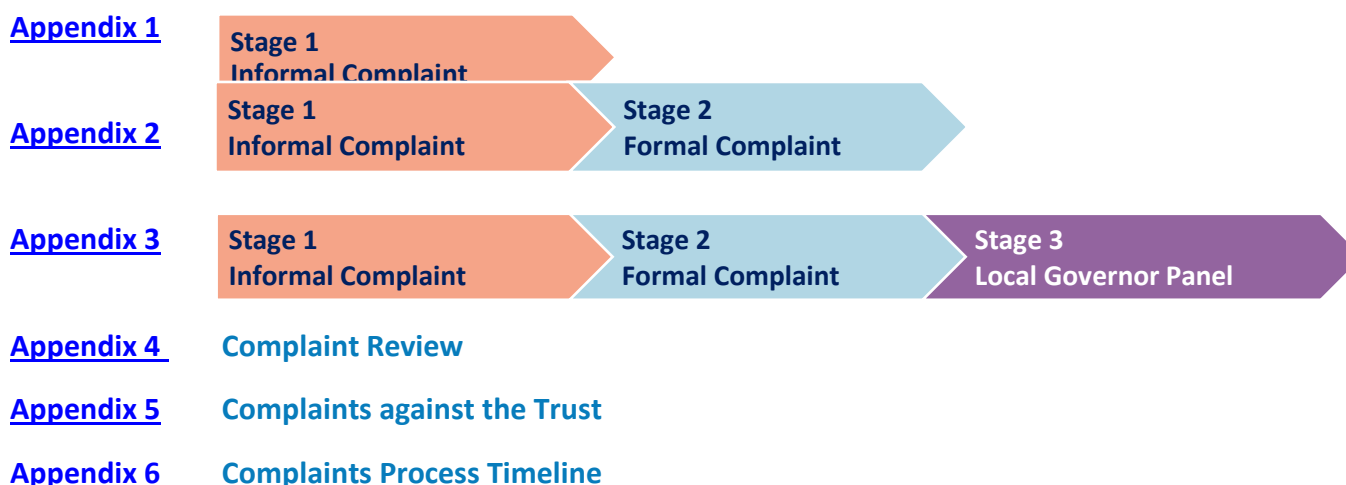 Appendix 1
Stage 1
Informal Complaint
Appendix 2
Stage 1
Informal Complaint
Stage 2
Formal Complaint
Appendix 3
Stage 1
Informal Complaint
Stage 2
Formal Complaint
Stage 3
Local Governor Panel
Appendix 4 Complaint Review
Appendix 5 Complaints against the Trust
Appendix 6 Complaints Process Timeline